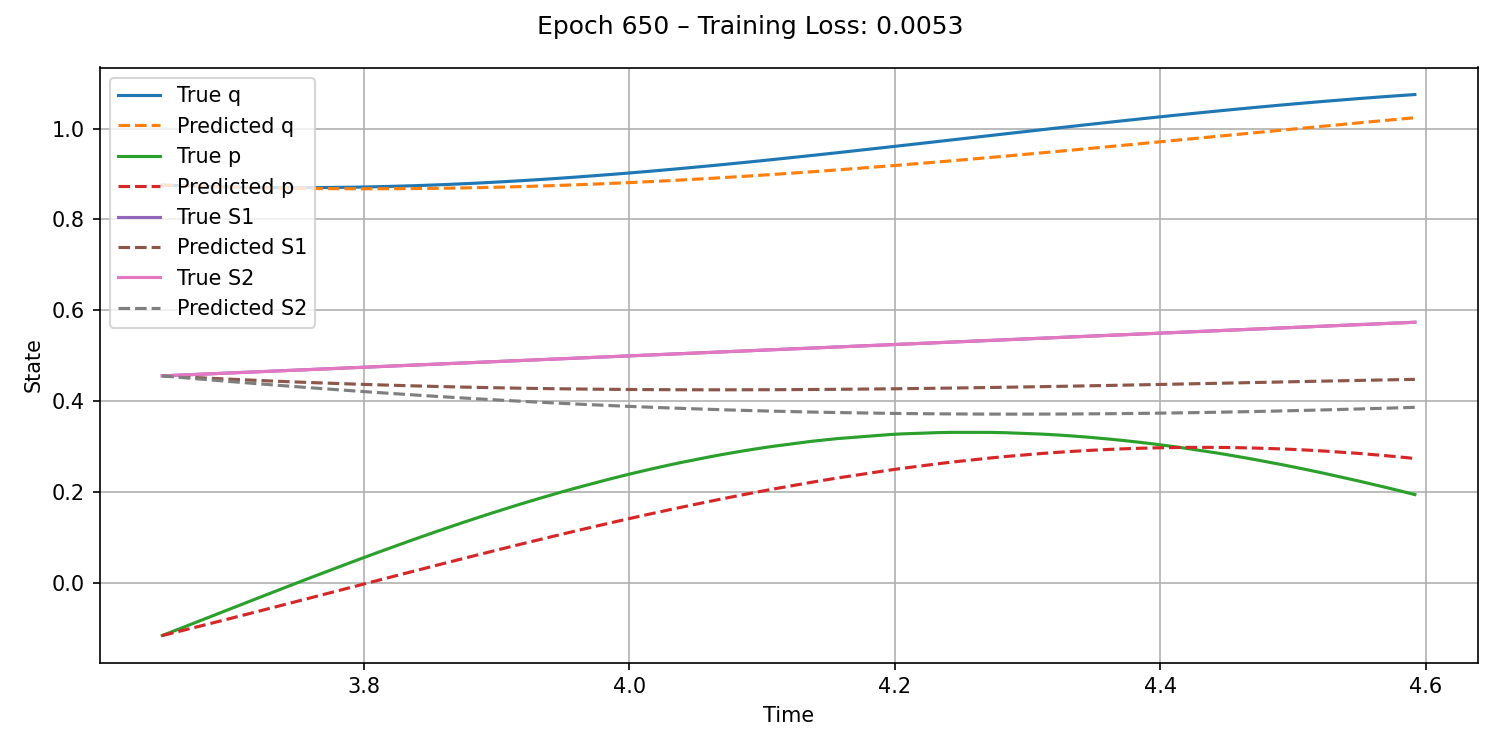 Epoch 650 – Training Loss: 0.0053
True q
Predicted q
True p
Predicted p
True S1
Predicted S1
True S2
Predicted S2
State
1.0
0.8
0.6
0.4
0.2
0.0
3.8 4.0 4.2 4.4 4.6
Time